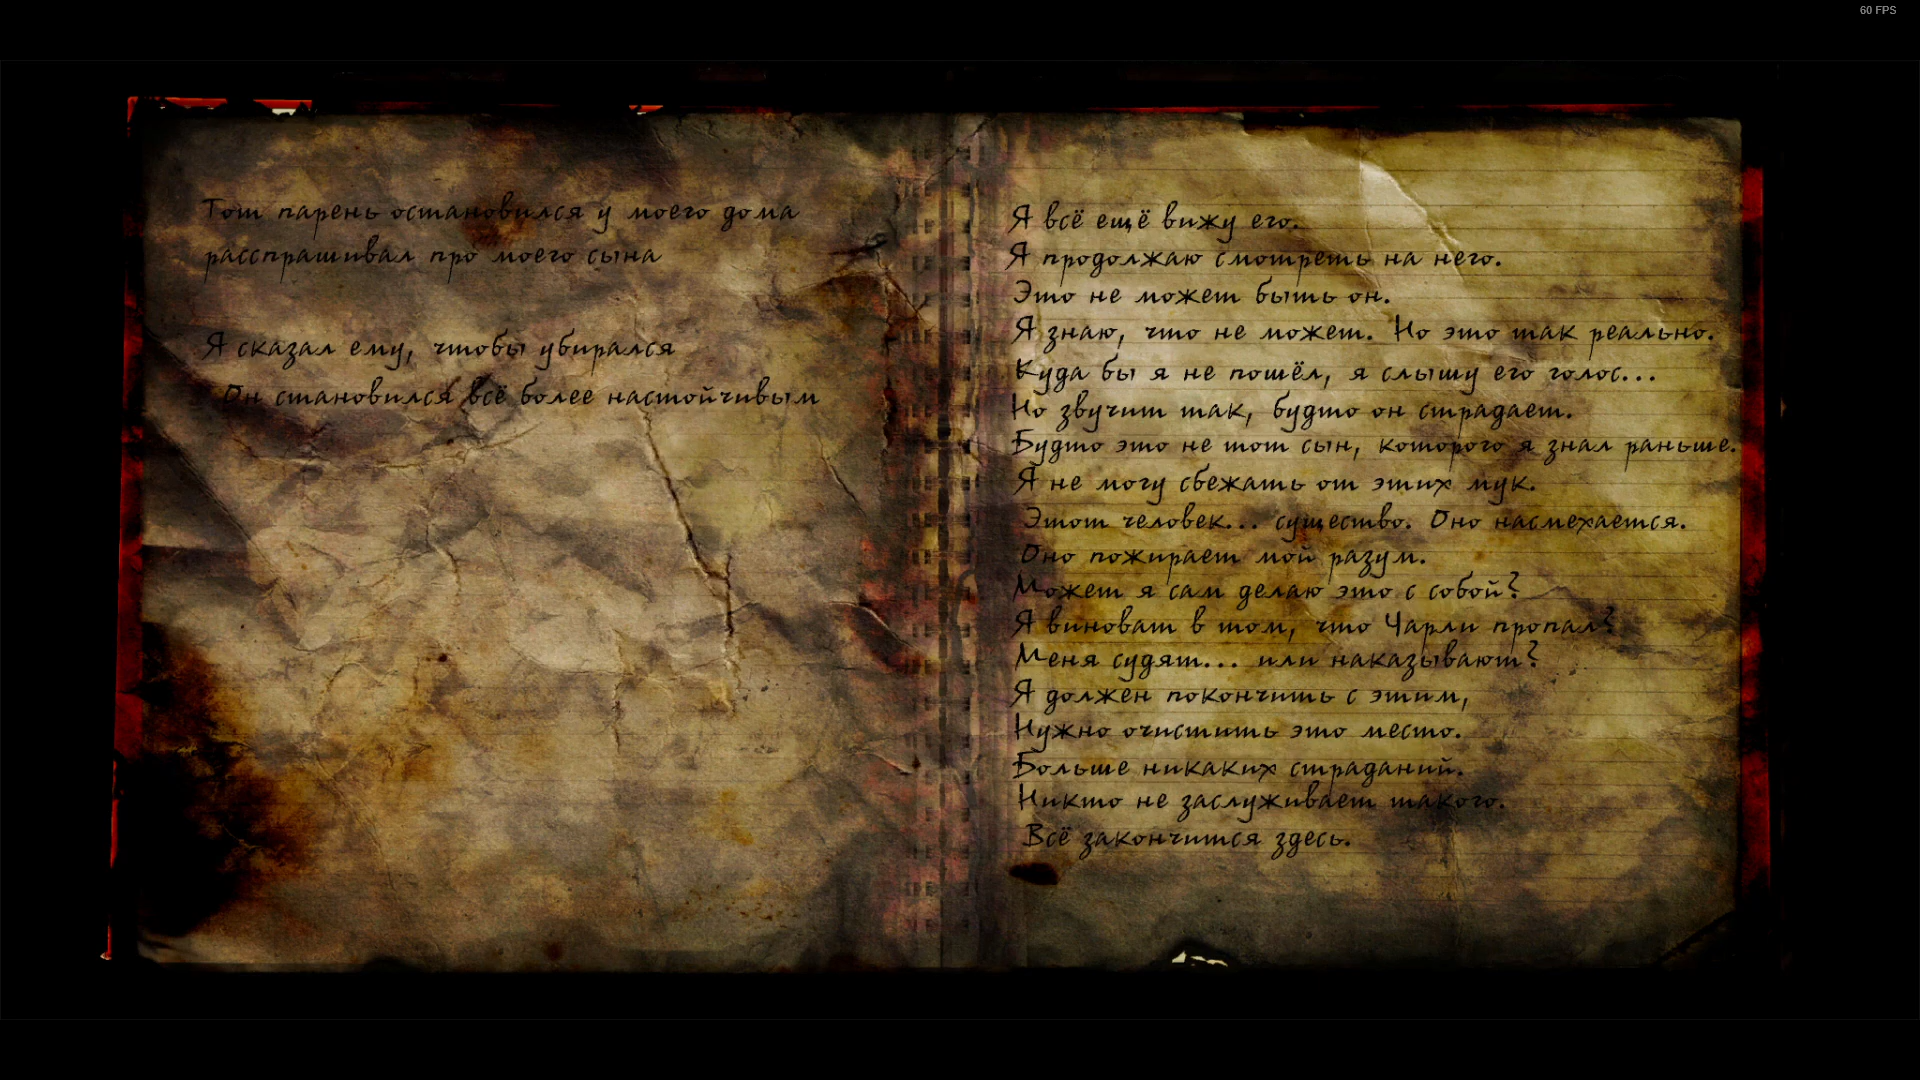 60 FPS
Тот парень остановился у моего дома
расспрашивал про моего сына
Я сказал ему, чтобы убирался
Он становился всё более настойчивым
Я всё ещё вижу его.
Я продолжаю смотреть на него.
Это не может быть он.
Я знаю, что не может. Но это так реально.
Куда бы я не пошёл, я слышу его голос...
Но звучит так, будто он страдает.
Будто это не тот сын, которого я знал раньше.
Я не могу сбежать от этих мук.
Этот человек... существо. Оно насмехается.
Оно пожирает мой разум.
Может я сам делаю это с собой?
Я виноват в том, что Чарли пропал?
Меня судят... или наказывают?
Я должен покончить с этим,
Нужно очистить это место.
Больше никаких страданий.
Никто не заслуживает такого.
Всё закончится здесь.